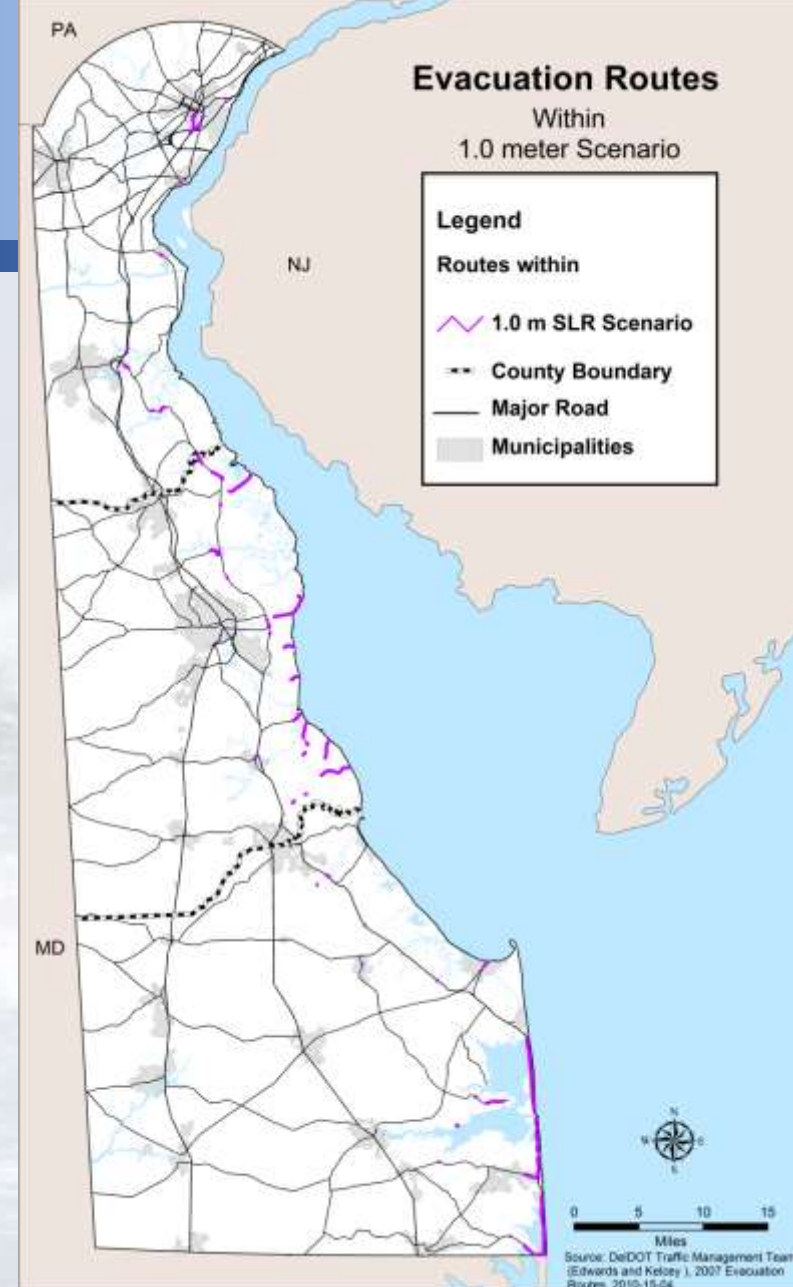 PA
Evacuation Routes
Within
1.0 meter Scenario
Legend
Routes within
1.0 m SLR Scenario
County Boundary
Major Road
Municipalities
NJ
MD
N
W E
S
0 5 10 15
Miles
Source: DelDOT Traffic Management Team
(Edwards and Kelcey ), 2007 Evacuation
Routes, 2010-15-04